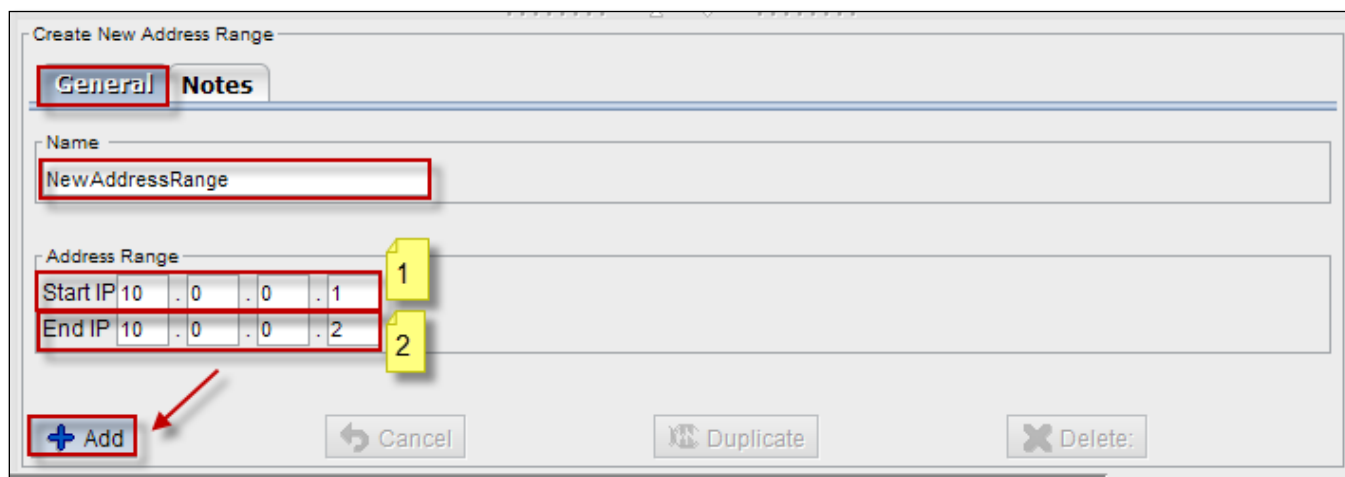 Create New Address Range
General Notes
Name
NewAddressRange
Address Range
Start IP 10 . 0 . 0 . 1
1
End IP 10 . 0 . 0 . 2
2
Add Cancel Duplicate Delete: